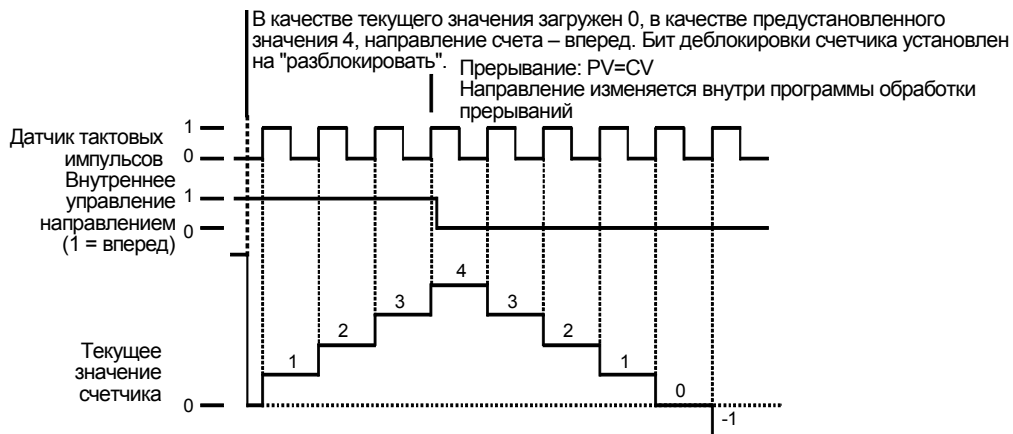 В качестве текущего значения загружен 0, в качестве предустановленного
значения 4, направление счета – вперед. Бит деблокировки счетчика установлен
на "разблокировать".
Прерывание: PV=CV
Направление изменяется внутри программы обработки
прерываний
Датчик тактовых
импульсов
1
0
Внутреннее
управление
направлением
(1 = вперед)
1
0
4
3
3
2
2
1
1
0
-1
Текущее
значение
счетчика
0